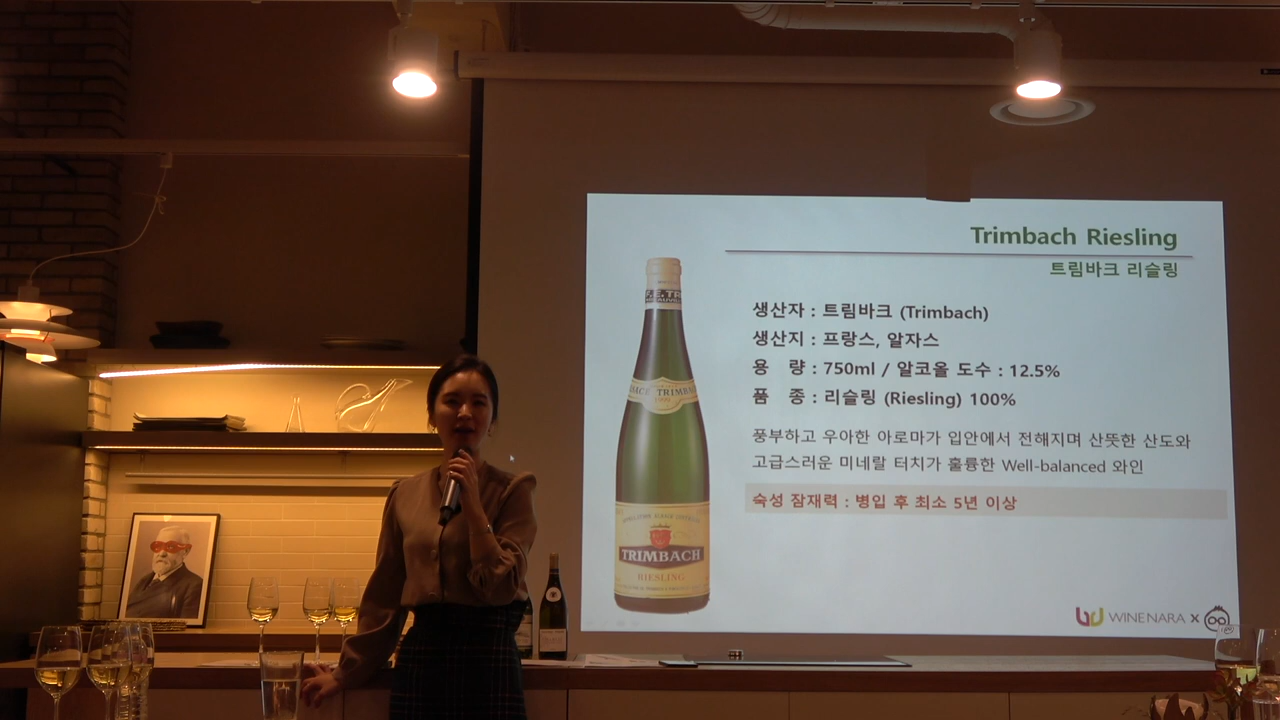 Trimbach Riesling
트림바크 리슬링
생산자 : 트림바크 (Trimbach)
생산지 : 프랑스, 알자스
용 량 : 750ml / 알코올 도수 : 12.5%
품 종 : 리슬링 (Riesling) 100%
풍부하고 우아한 아로마가 입안에서 전해지며 산뜻한 산도와
고급스러운 미네랄 터치가 훌륭한 Well-balanced 와인
숙성 잠재력 : 병입 후 최소 5년 이상
TRIMBACH
RIESLING
WINENARA x